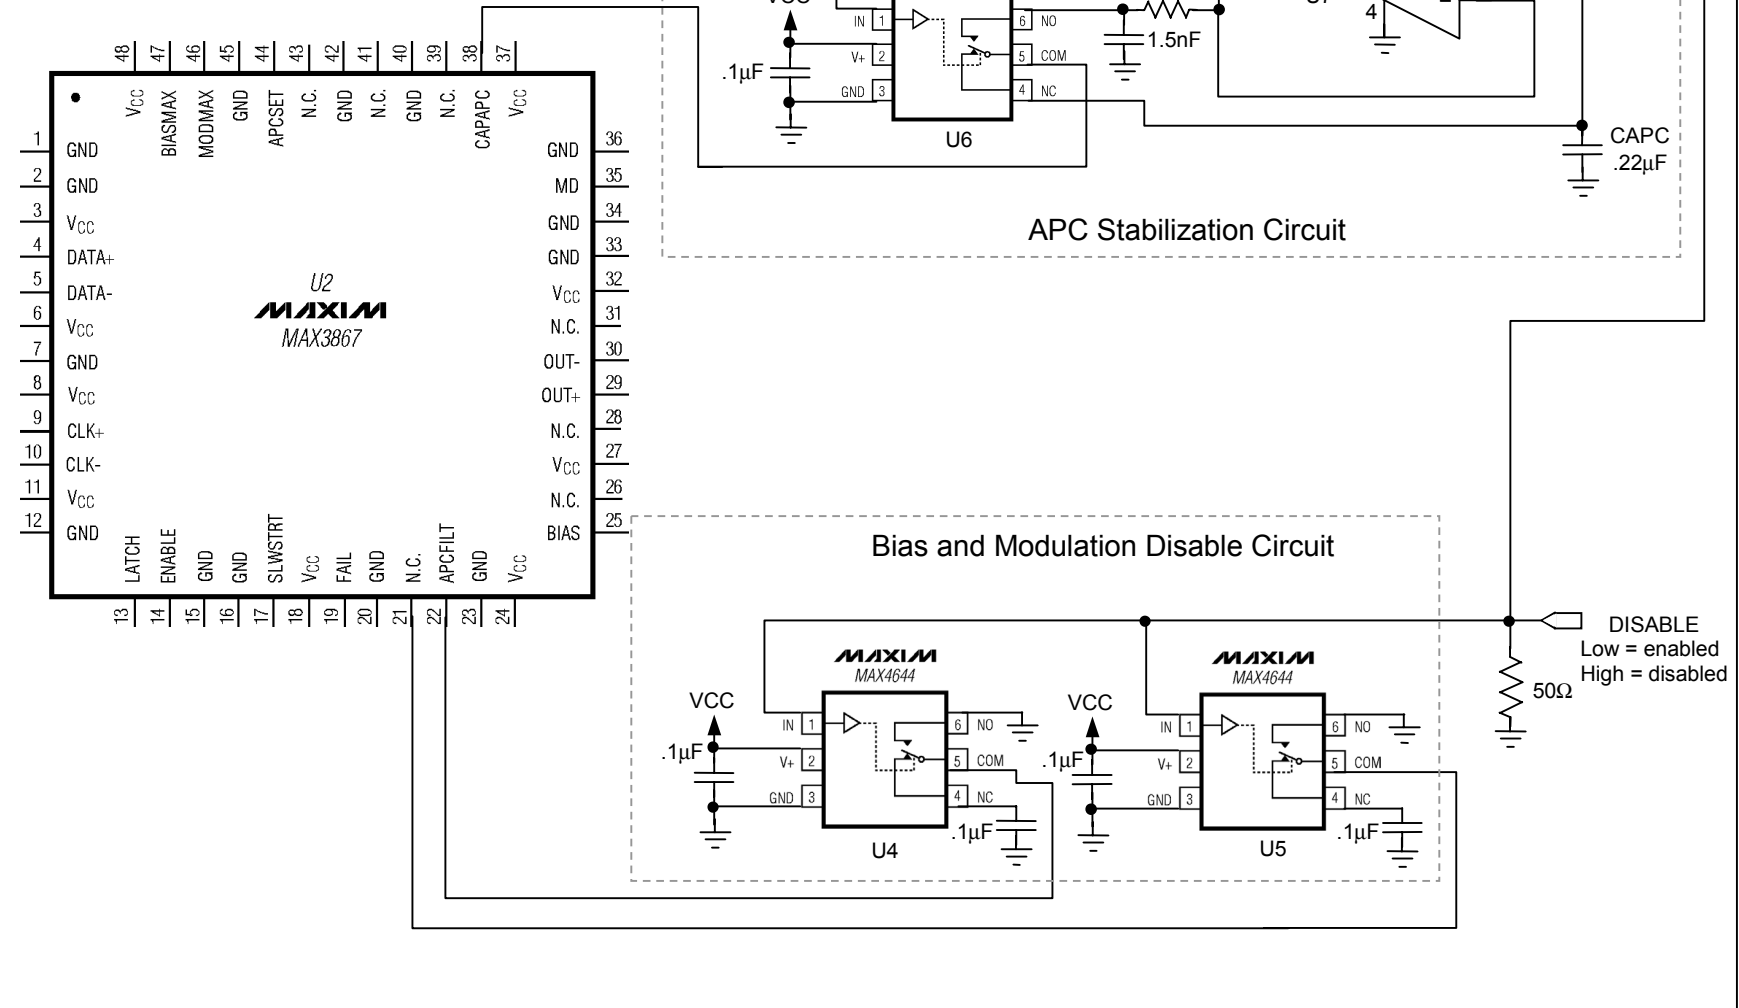 IN 1
V+ 2
GND 3
6 NO
5 COM
4 NC
.1µF
U6
1.5nF
4
CAPC
.22µF
APC Stabilization Circuit
48 47 46 45 44 43 42 41 40 39 38 37
VCC BIASMAX MODMAX GND APCSET N.C. GND N.C. GND N.C. CAPAPC VCC
1 GND
2 GND
3 VCC
4 DATA+
5 DATA-
6 VCC
7 GND
8 VCC
9 CLK+
10 CLK-
11 VCC
12 GND
U2
MAXIM
MAX3867
GND 36
MD 35
GND 34
GND 33
VCC 32
N.C. 31
OUT- 30
OUT+ 29
N.C. 28
VCC 27
N.C. 26
BIAS 25
LATCH ENABLE GND GND SLWSTRT VCC FAIL GND N.C. APCFILT GND VCC
13 14 15 16 17 18 19 20 21 22 23 24
Bias and Modulation Disable Circuit
MAXIM
MAX4644
VCC
.1µF
IN 1
V+ 2
GND 3
6 NO
5 COM
4 NC
.1µF
U4
MAXIM
MAX4644
VCC
.1µF
IN 1
V+ 2
GND 3
6 NO
5 COM
4 NC
.1µF
U5
DISABLE
Low = enabled
High = disabled
50Ω